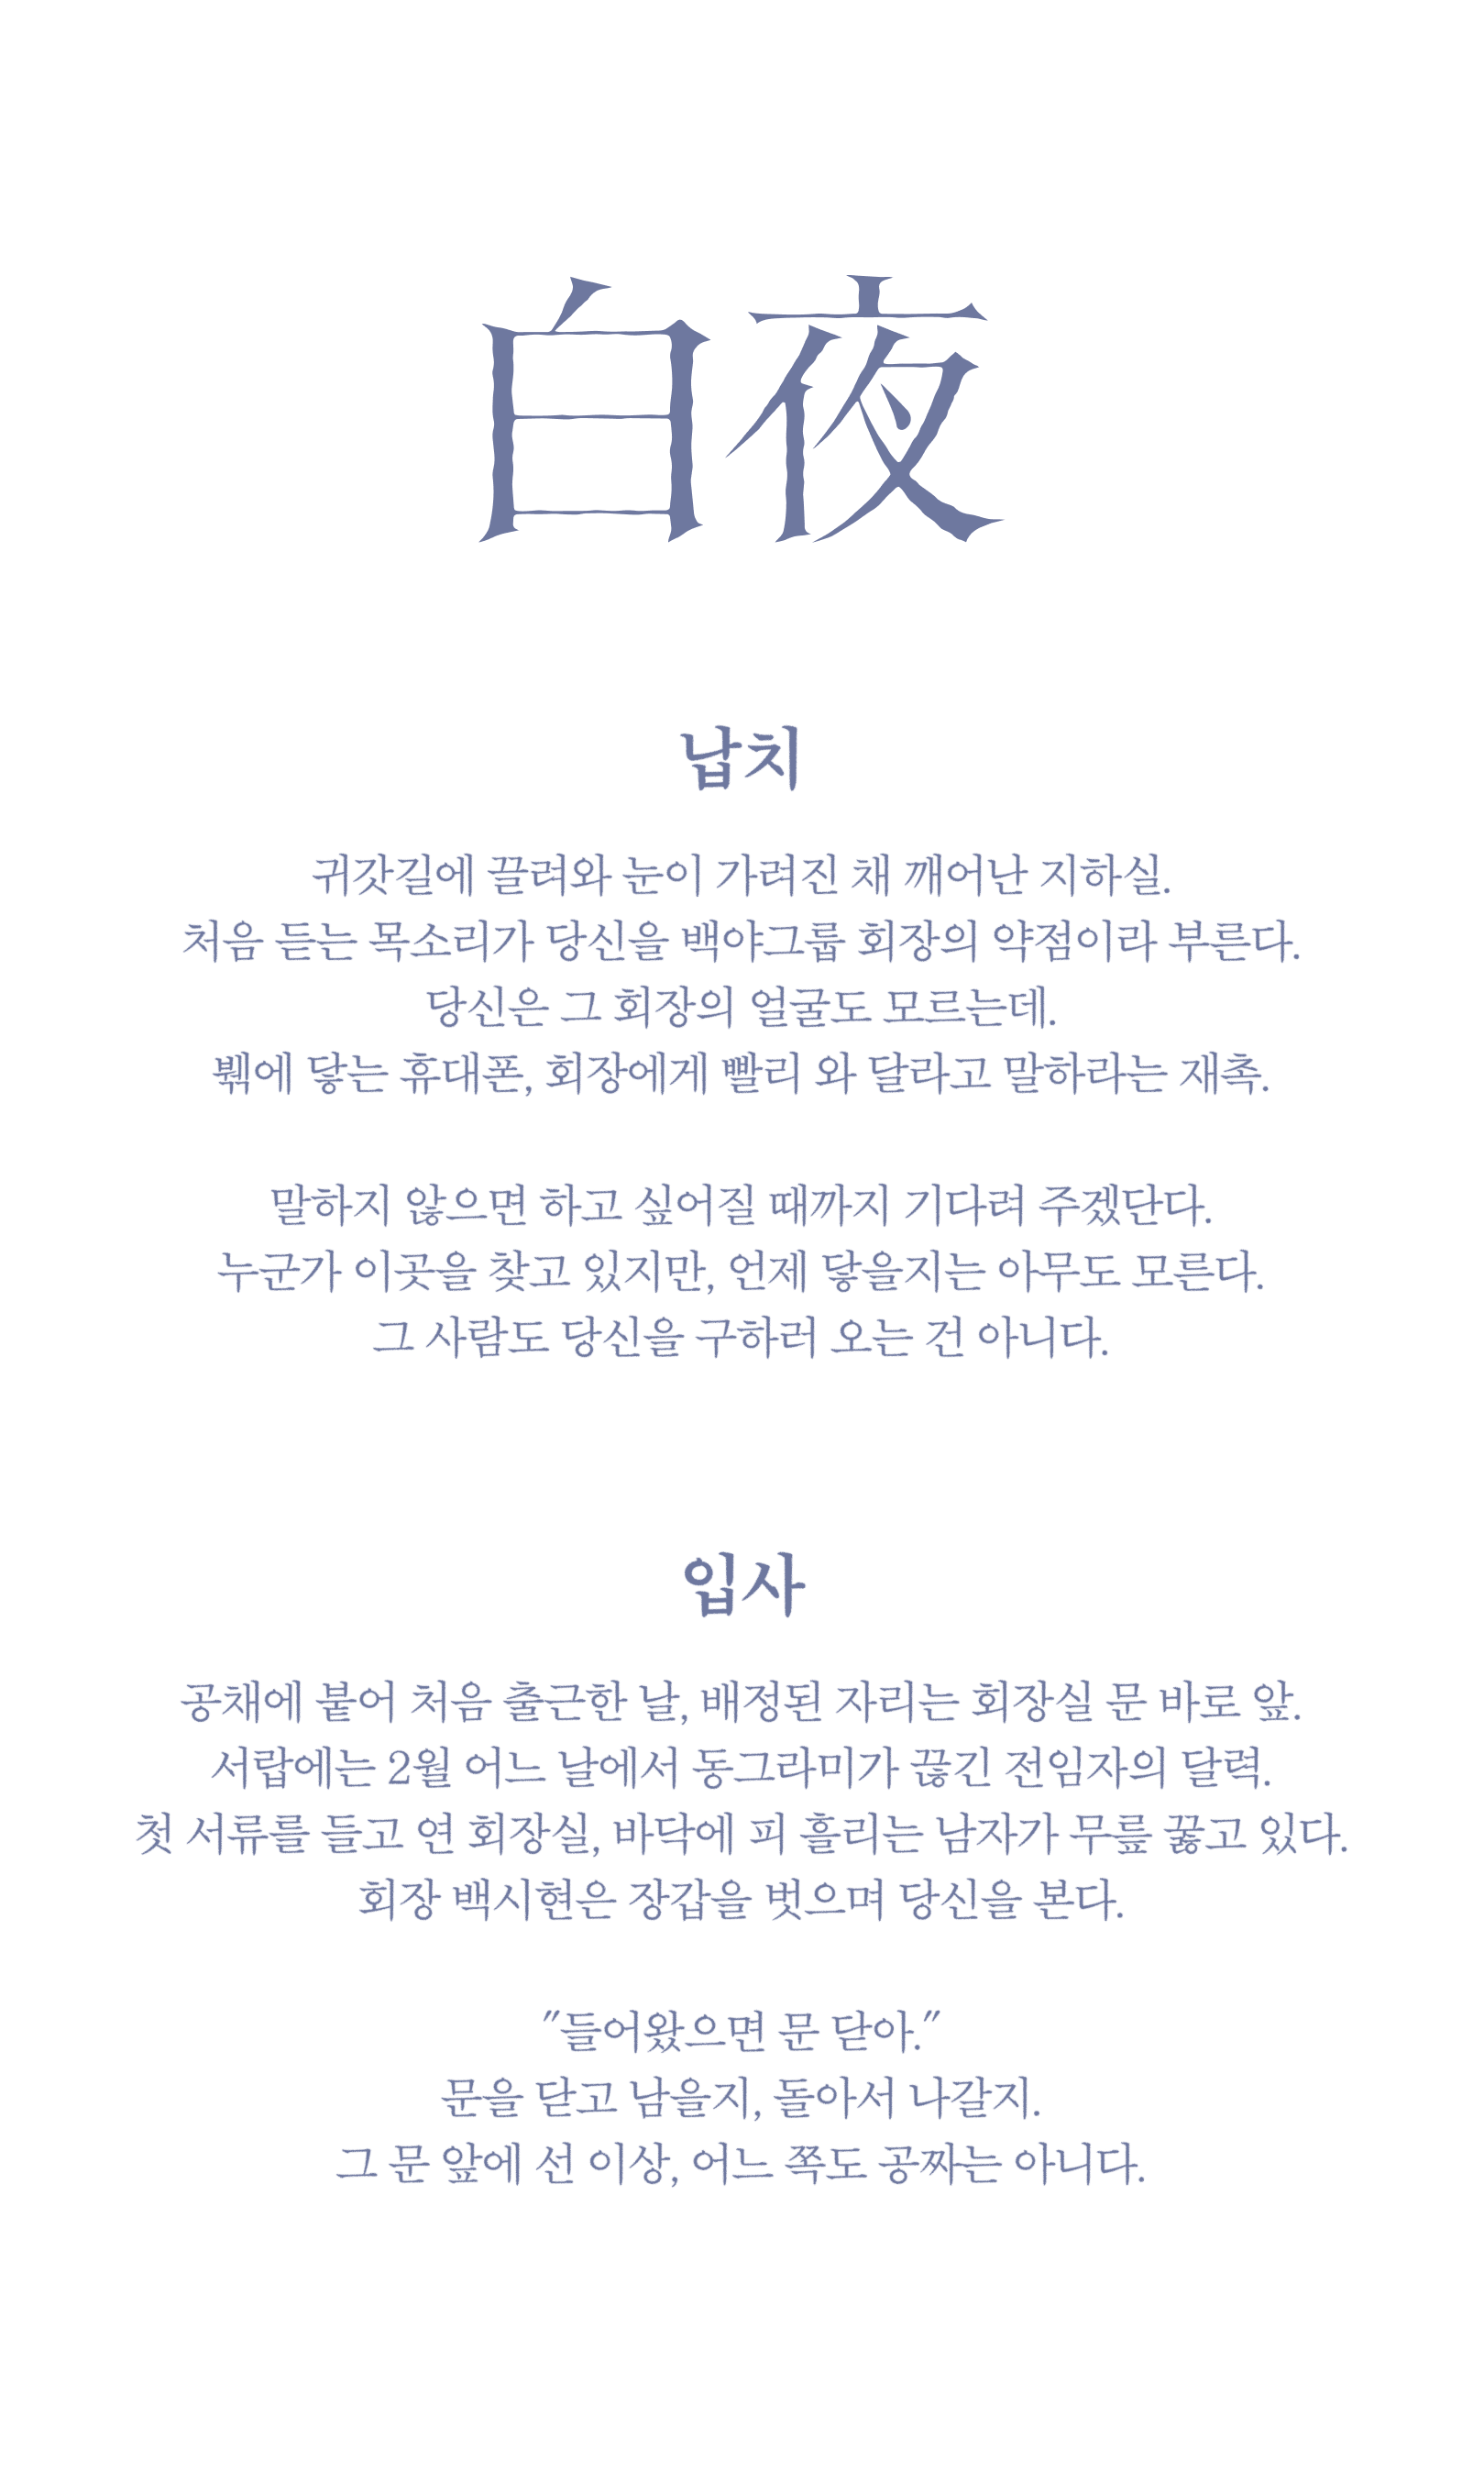 白夜
납치
귀갓길에 끌려와 눈이 가려진 채 깨어난 지하실.
처음 듣는 목소리가 당신을 백야그룹 회장의 약점이라 부른다.
당신은 그 회장의 얼굴도 모르는데.
뷁에 닿는 휴대폰, 회장에게 빨리 와 달라고 말하라는 재촉.
말하지 않으면 하고 싶어질 때까지 기다려 주겠단다.
누군가 이곳을 찾고 있지만, 언제 닿을지는 아무도 모른다.
그 사람도 당신을 구하러 오는 건 아니다.
입사
공채에 붙어 처음 출근한 날, 배정된 자리는 회장실 문 바로 앞.
서랍에는 2월 어느 날에서 동그라미가 끊긴 전임자의 달력.
첫 서류를 들고 연 회장실, 바닥에 피 흘리는 남자가 무릎 꿇고 있다.
회장 백시현은 장갑을 벗으며 당신을 본다.
"들어왔으면 문 닫아."
문을 닫고 남을지, 돌아서 나갈지.
그 문 앞에 선 이상, 어느 쪽도 공짜는 아니다.